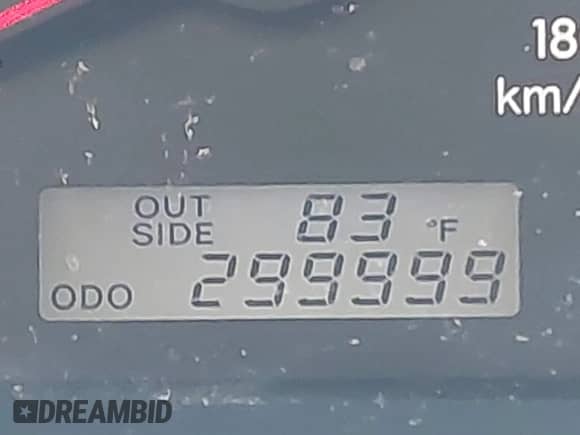 18
km/
OUT SIDE 83 °F
ODO 299999
DREAMBID